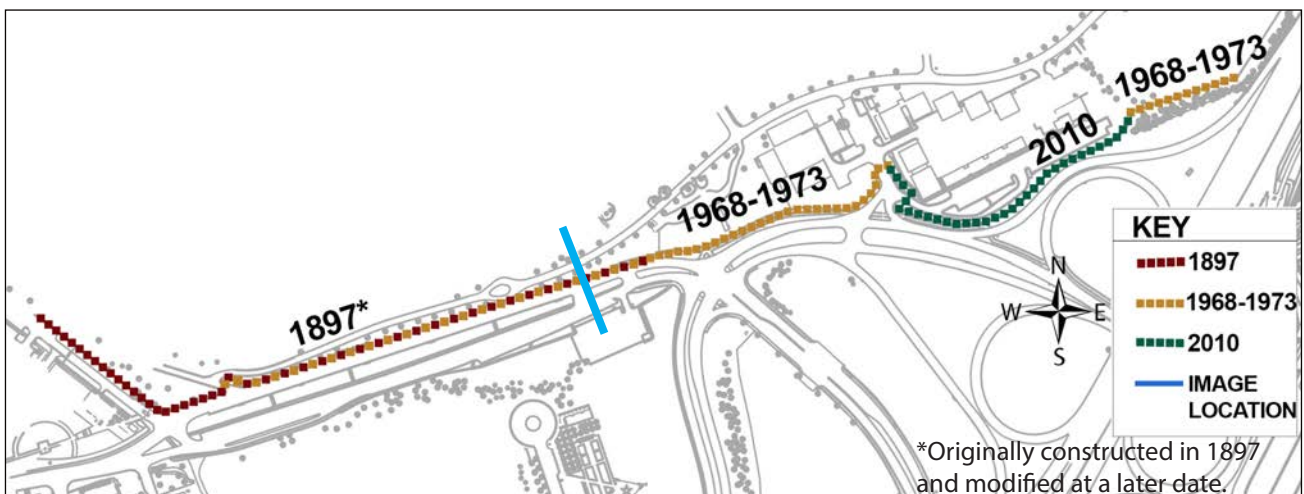 1968-1973
2010
1968-1973
1897*
KEY
1897
1968-1973
2010
IMAGE
LOCATION
N
W
E
S
*Originally constructed in 1897
and modified at a later date.